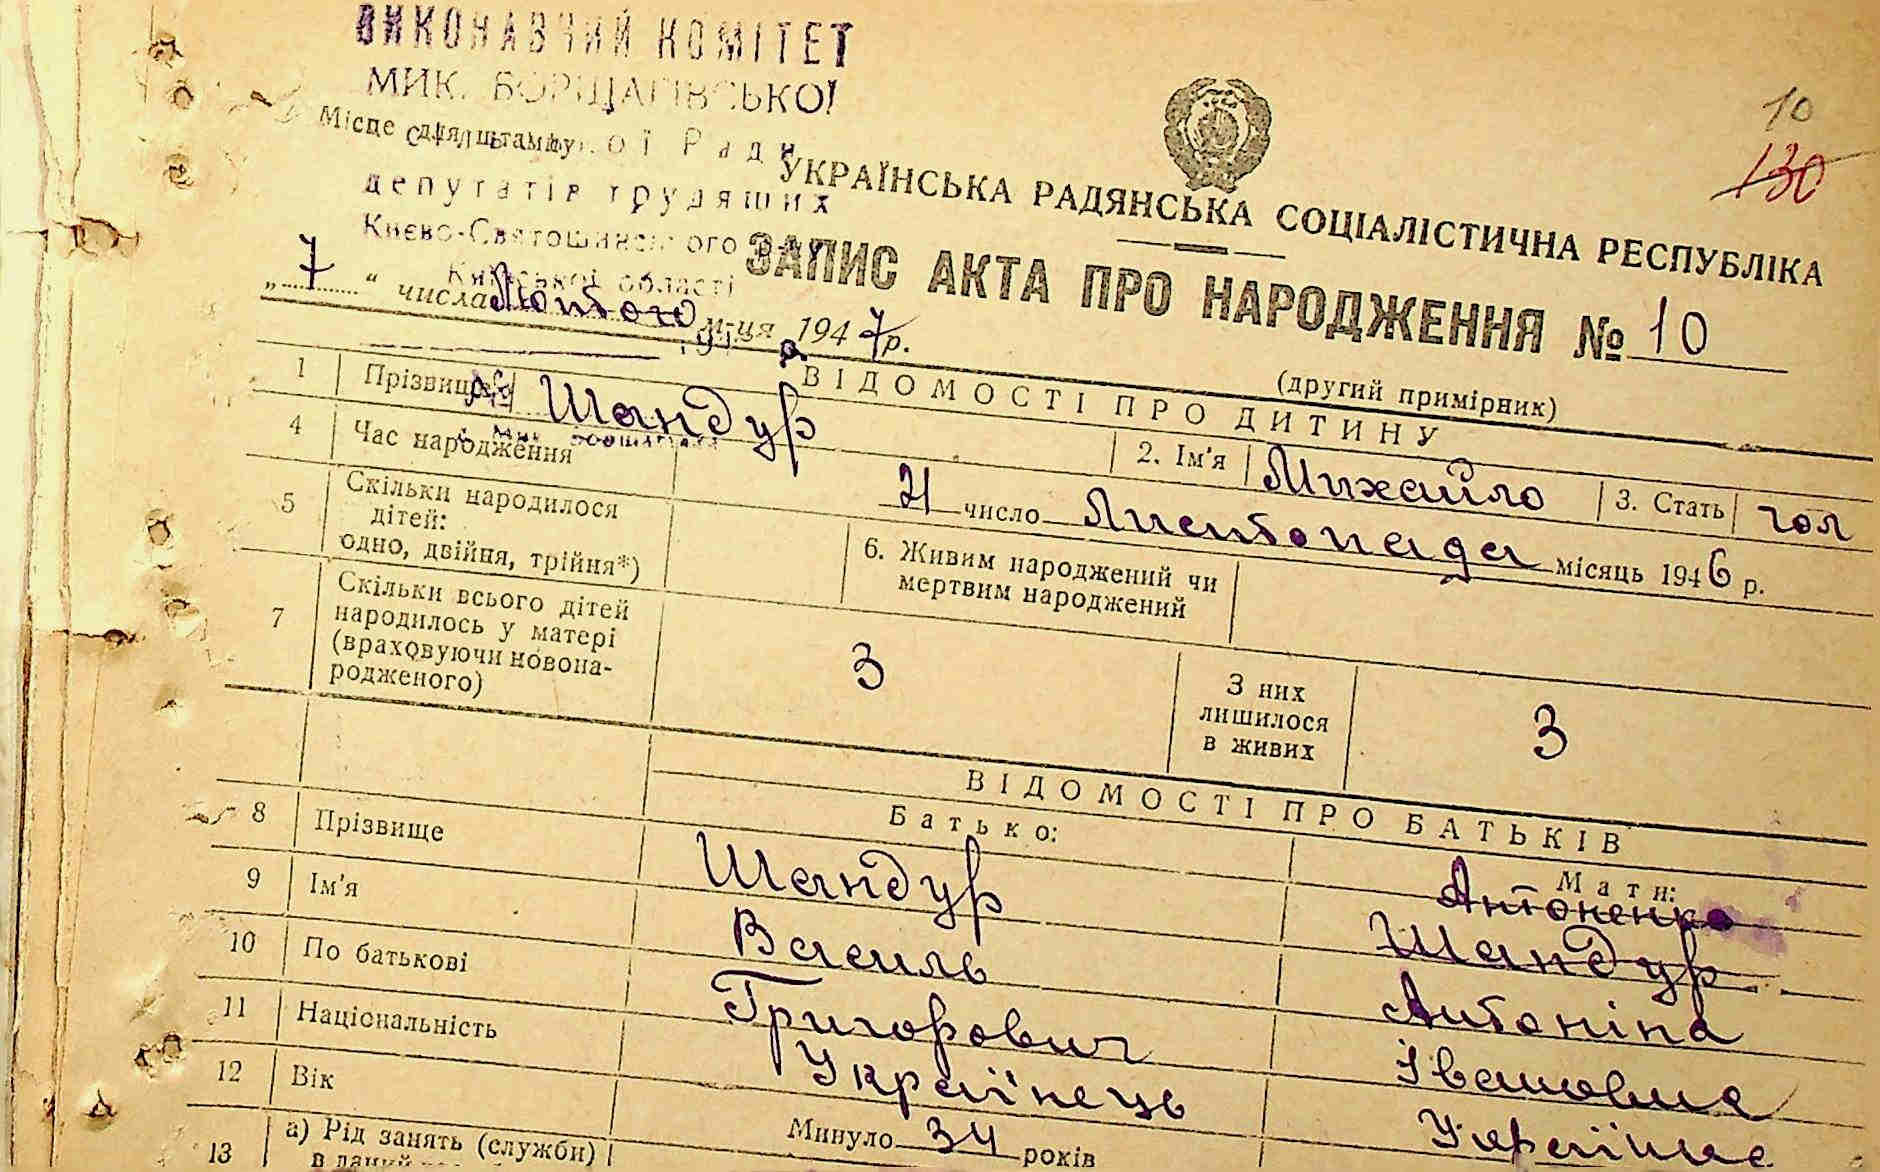 ВИКОНАВЧИЙ КОМІТЕТ
МИК. БОРЩАГІВСЬКОЇ
Місце для штампу
ої Ради
депутатів трудящих
Києво-Святошинського
Київської області
10
130
УКРАЇНСЬКА РАДЯНСЬКА СОЦІАЛІСТИЧНА РЕСПУБЛІКА
ЗАПИС АКТА ПРО НАРОДЖЕННЯ № 10
(другий примірник)
„7“ числа Лютого м-ця 1947 р.
ВІДОМОСТІ ПРО ДИТИНУ
1 Прізвище Шандур 2. Ім'я Михайло 3. Стать чол
4 Час народження 21 число Листопада місяць 1946 р.
5 Скільки народилося
дітей:
одно, двійня, трійня*)
6. Живим народжений чи
мертвим народжений
7 Скільки всього дітей
народилось у матері
(враховуючи новона-
родженого)
3
З них
лишилося
в живих
3
ВІДОМОСТІ ПРО БАТЬКІВ
Батько: Мати:
8 Прізвище Шандур Антоненко
Шандур
9 Ім'я Василь Антоніна
10 По батькові Григорович Івановна
11 Національність Українець Українка
12 Вік Минуло 34 років
13 а) Рід занять (служби)